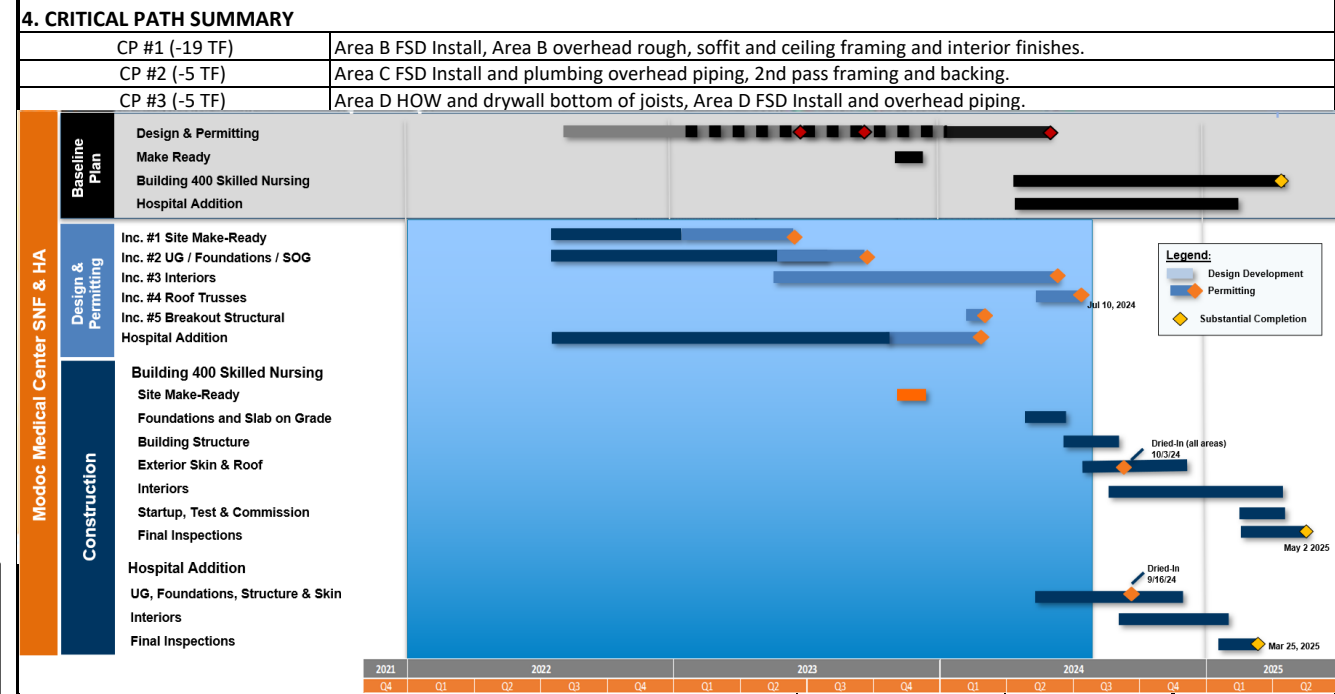 4. CRITICAL PATH SUMMARY
CP #1 (-19 TF) Area B FSD Install, Area B overhead rough, soffit and ceiling framing and interior finishes.
CP #2 (-5 TF) Area C FSD Install and plumbing overhead piping, 2nd pass framing and backing.
CP #3 (-5 TF) Area D HOW and drywall bottom of joists, Area D FSD Install and overhead piping.
Modoc Medical Center SNF & HA
Baseline
Plan
Design & Permitting
Make Ready
Building 400 Skilled Nursing
Hospital Addition
Design &
Permitting
Inc. #1 Site Make-Ready
Inc. #2 UG / Foundations / SOG
Inc. #3 Interiors
Inc. #4 Roof Trusses
Jul 10, 2024
Inc. #5 Breakout Structural
Hospital Addition
Legend:
Design Development
Permitting
Substantial Completion
Construction
Building 400 Skilled Nursing
Site Make-Ready
Foundations and Slab on Grade
Building Structure
Exterior Skin & Roof
Dried-In (all areas)
10/3/24
Interiors
Startup, Test & Commission
Final Inspections
May 2 2025
Hospital Addition
Dried-In
9/16/24
UG, Foundations, Structure & Skin
Interiors
Final Inspections
Mar 25, 2025
2021 2022 2023 2024 2025
Q4 Q1 Q2 Q3 Q4 Q1 Q2 Q3 Q4 Q1 Q2 Q3 Q4 Q1 Q2